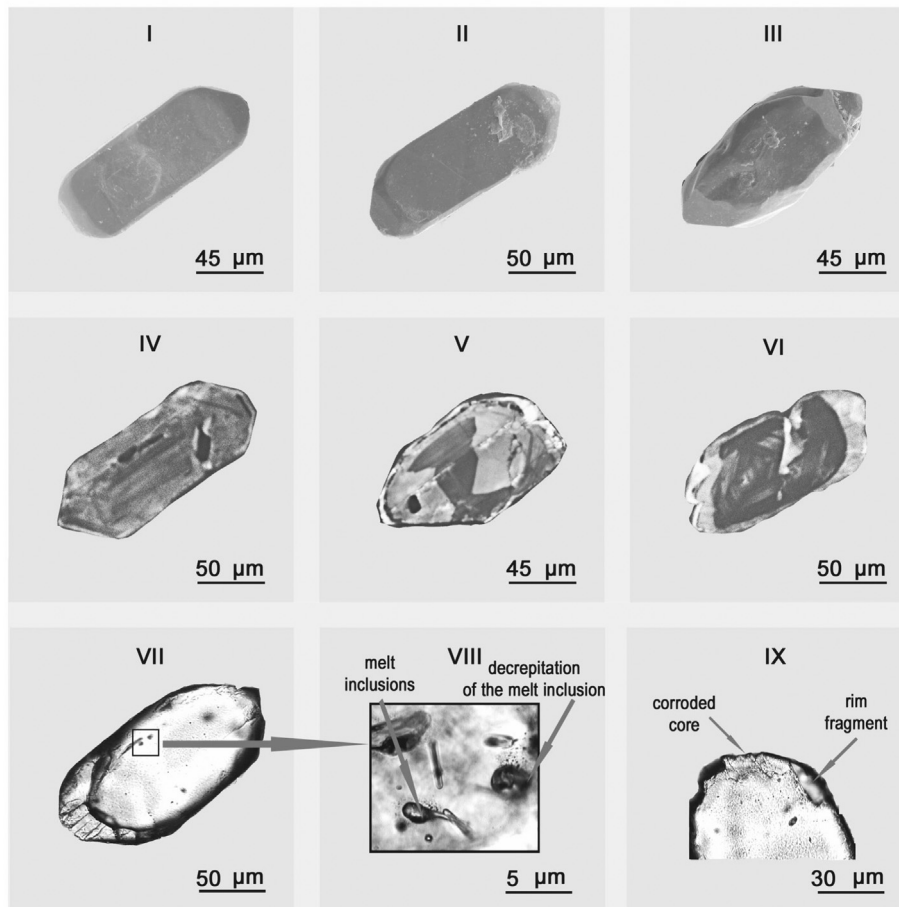 I
45 µm
II
50 µm
III
45 µm
IV
50 µm
V
45 µm
VI
50 µm
VII
50 µm
VIII
melt
inclusions
decrepitation
of the melt inclusion
5 µm
IX
corroded
core
rim
fragment
30 µm